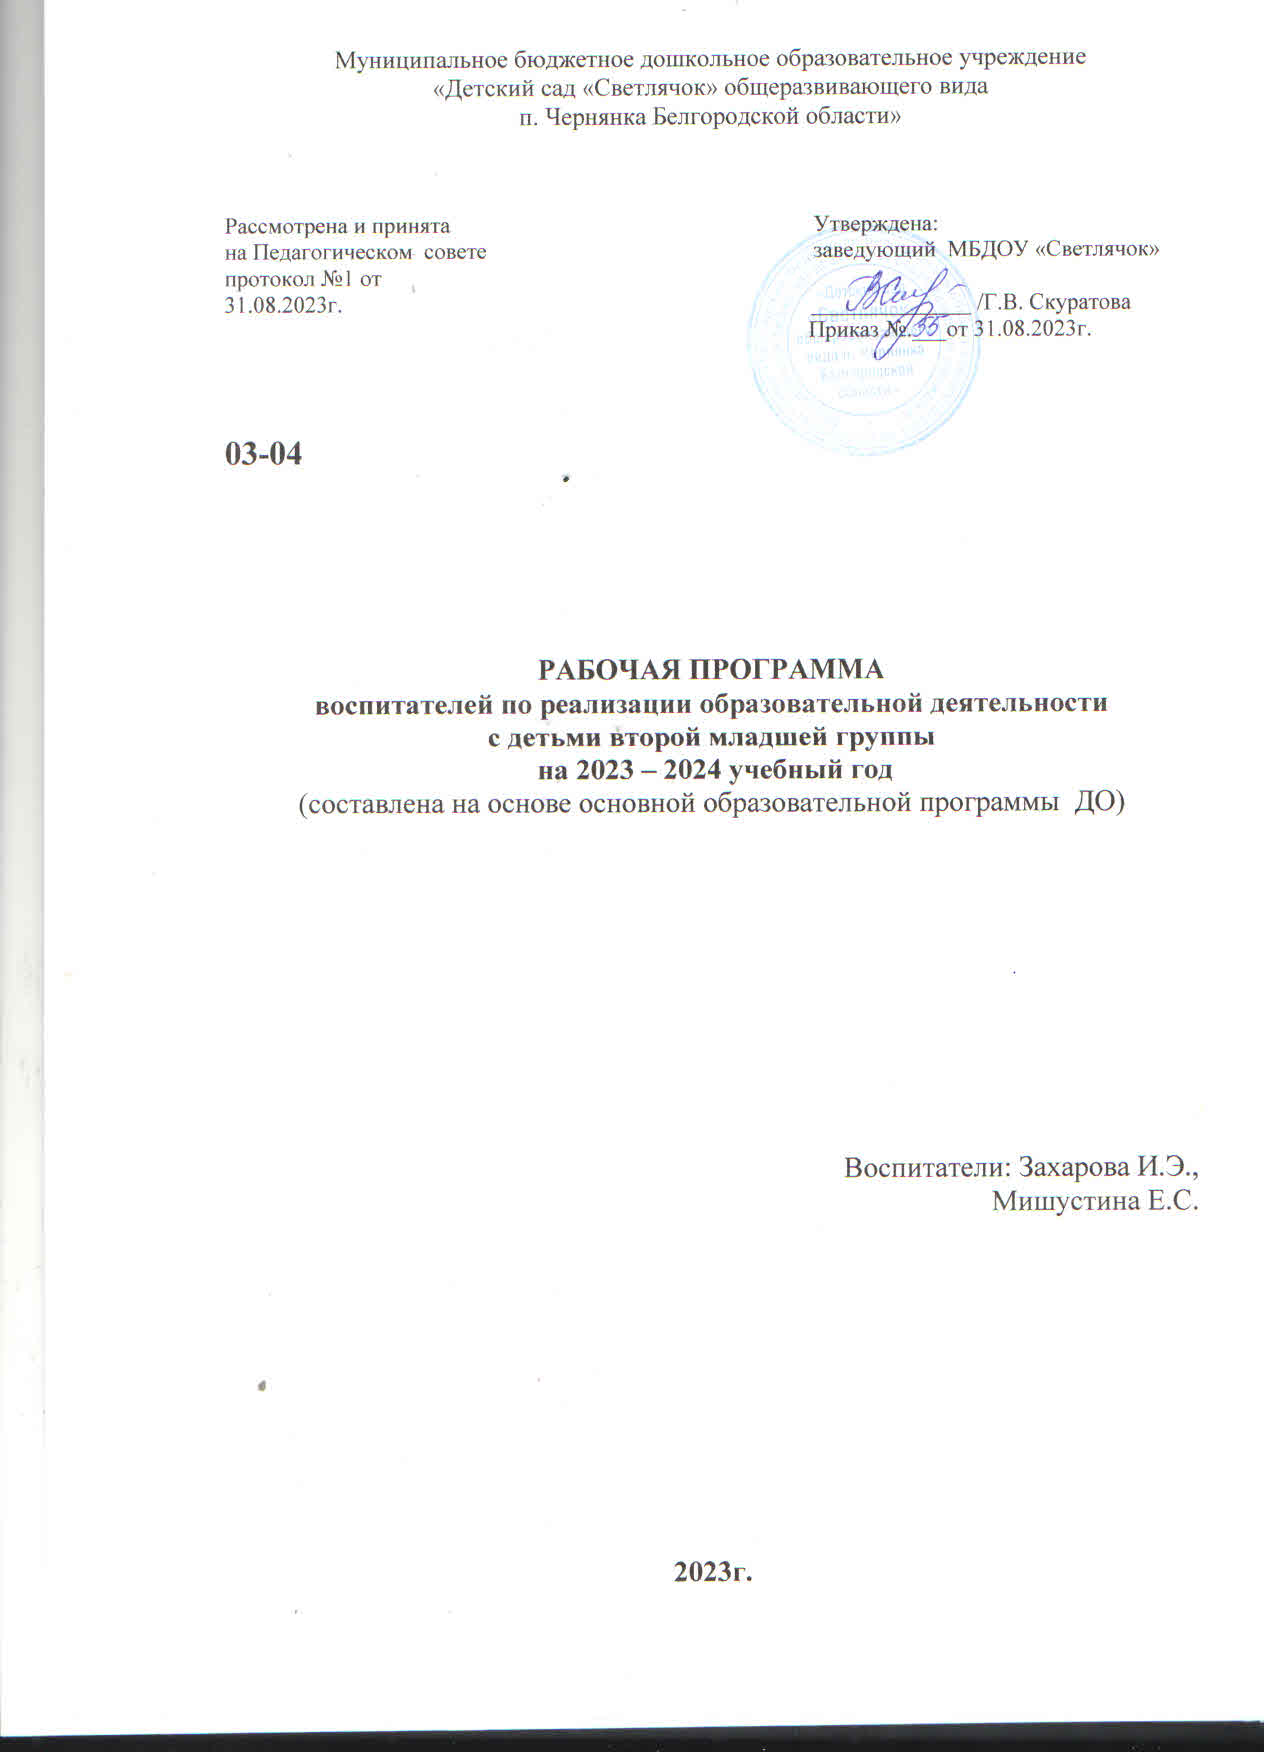 Муниципальное бюджетное дошкольное образовательное учреждение
«Детский сад «Светлячок» общеразвивающего вида
п. Чернянка Белгородской области»
Рассмотрена и принята
на Педагогическом совете
протокол №1 от
31.08.2023г.
Утверждена:
заведующий МБДОУ «Светлячок»
/Г.В. Скуратова
Приказ №. 55 от 31.08.2023г.
03-04
РАБОЧАЯ ПРОГРАММА
воспитателей по реализации образовательной деятельности
с детьми второй младшей группы
на 2023 – 2024 учебный год
(составлена на основе основной образовательной программы ДО)
Воспитатели: Захарова И.Э.,
Мишустина Е.С.
2023г.